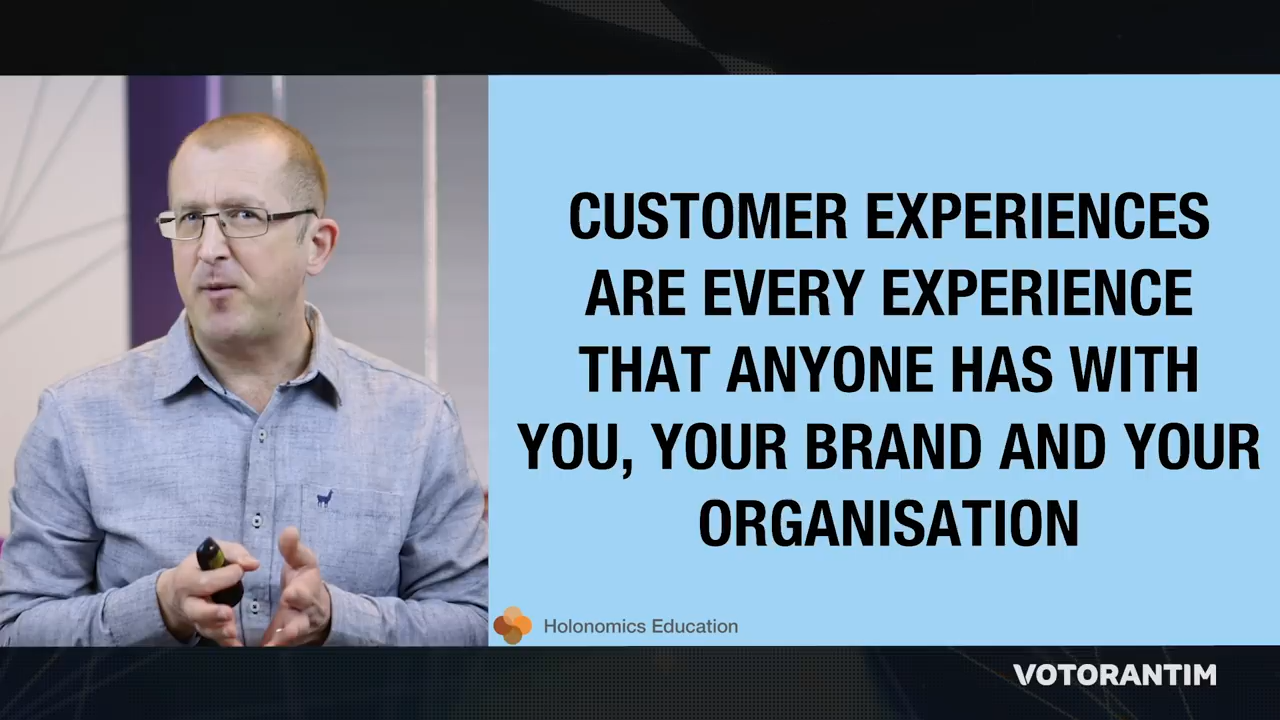 CUSTOMER EXPERIENCES
ARE EVERY EXPERIENCE
THAT ANYONE HAS WITH
YOU, YOUR BRAND AND YOUR
ORGANISATION
Holonomics Education
VOTORANTIM